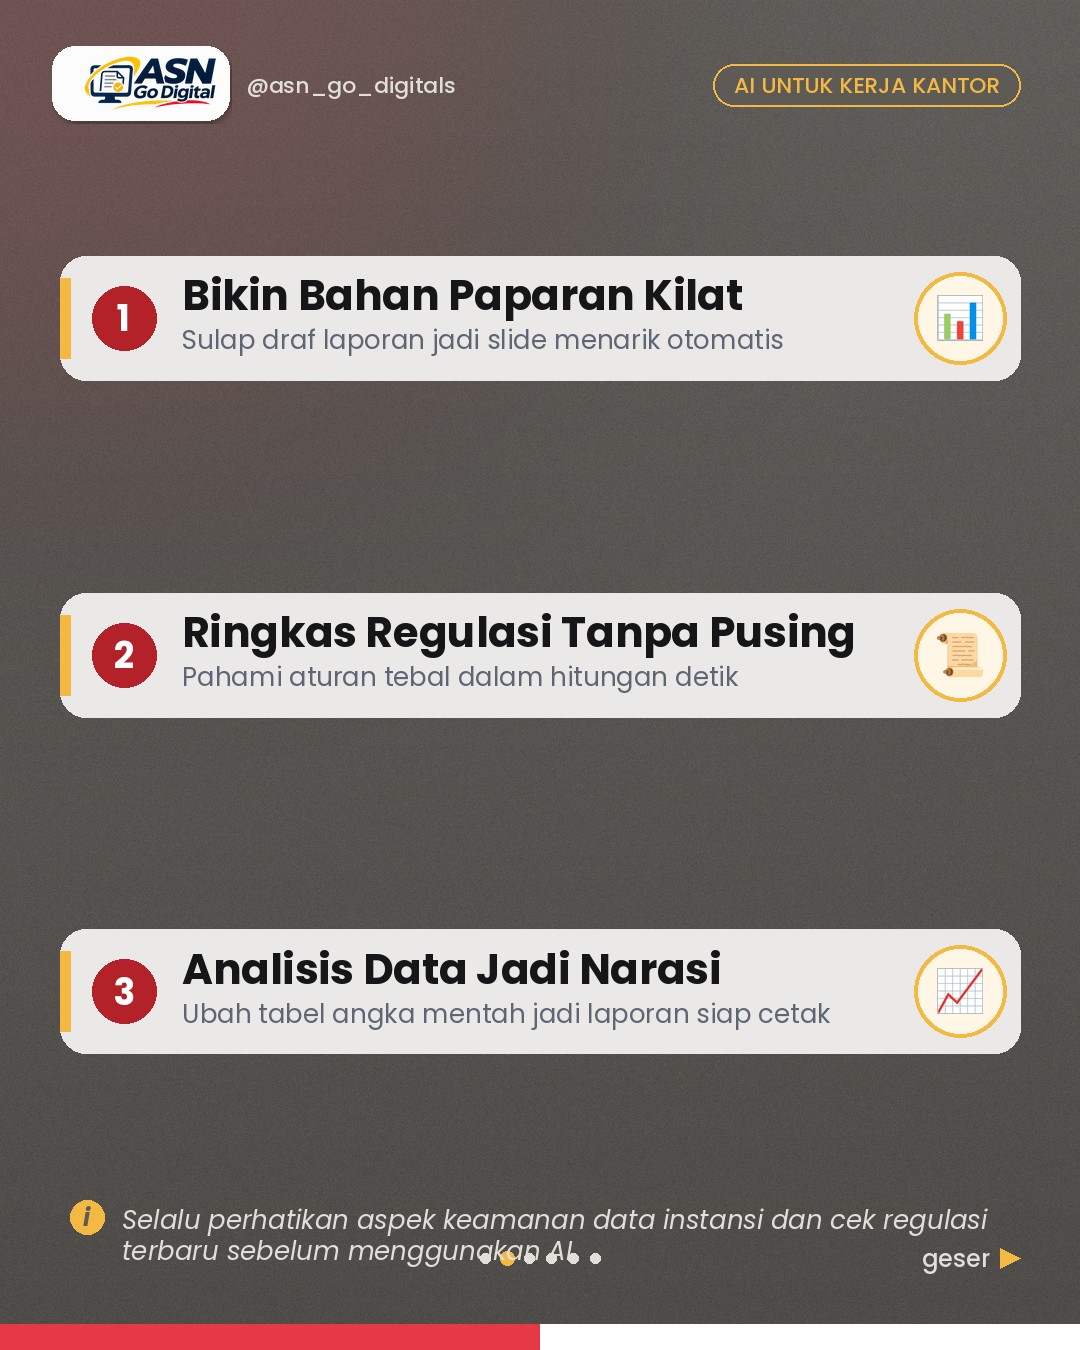 ASN
Go Digital
@asn_go_digitals
AI UNTUK KERJA KANTOR
1
Bikin Bahan Paparan Kilat
Sulap draf laporan jadi slide menarik otomatis
2
Ringkas Regulasi Tanpa Pusing
Pahami aturan tebal dalam hitungan detik
3
Analisis Data Jadi Narasi
Ubah tabel angka mentah jadi laporan siap cetak
i
Selalu perhatikan aspek keamanan data instansi dan cek regulasi
terbaru sebelum menggunakan AI.
geser